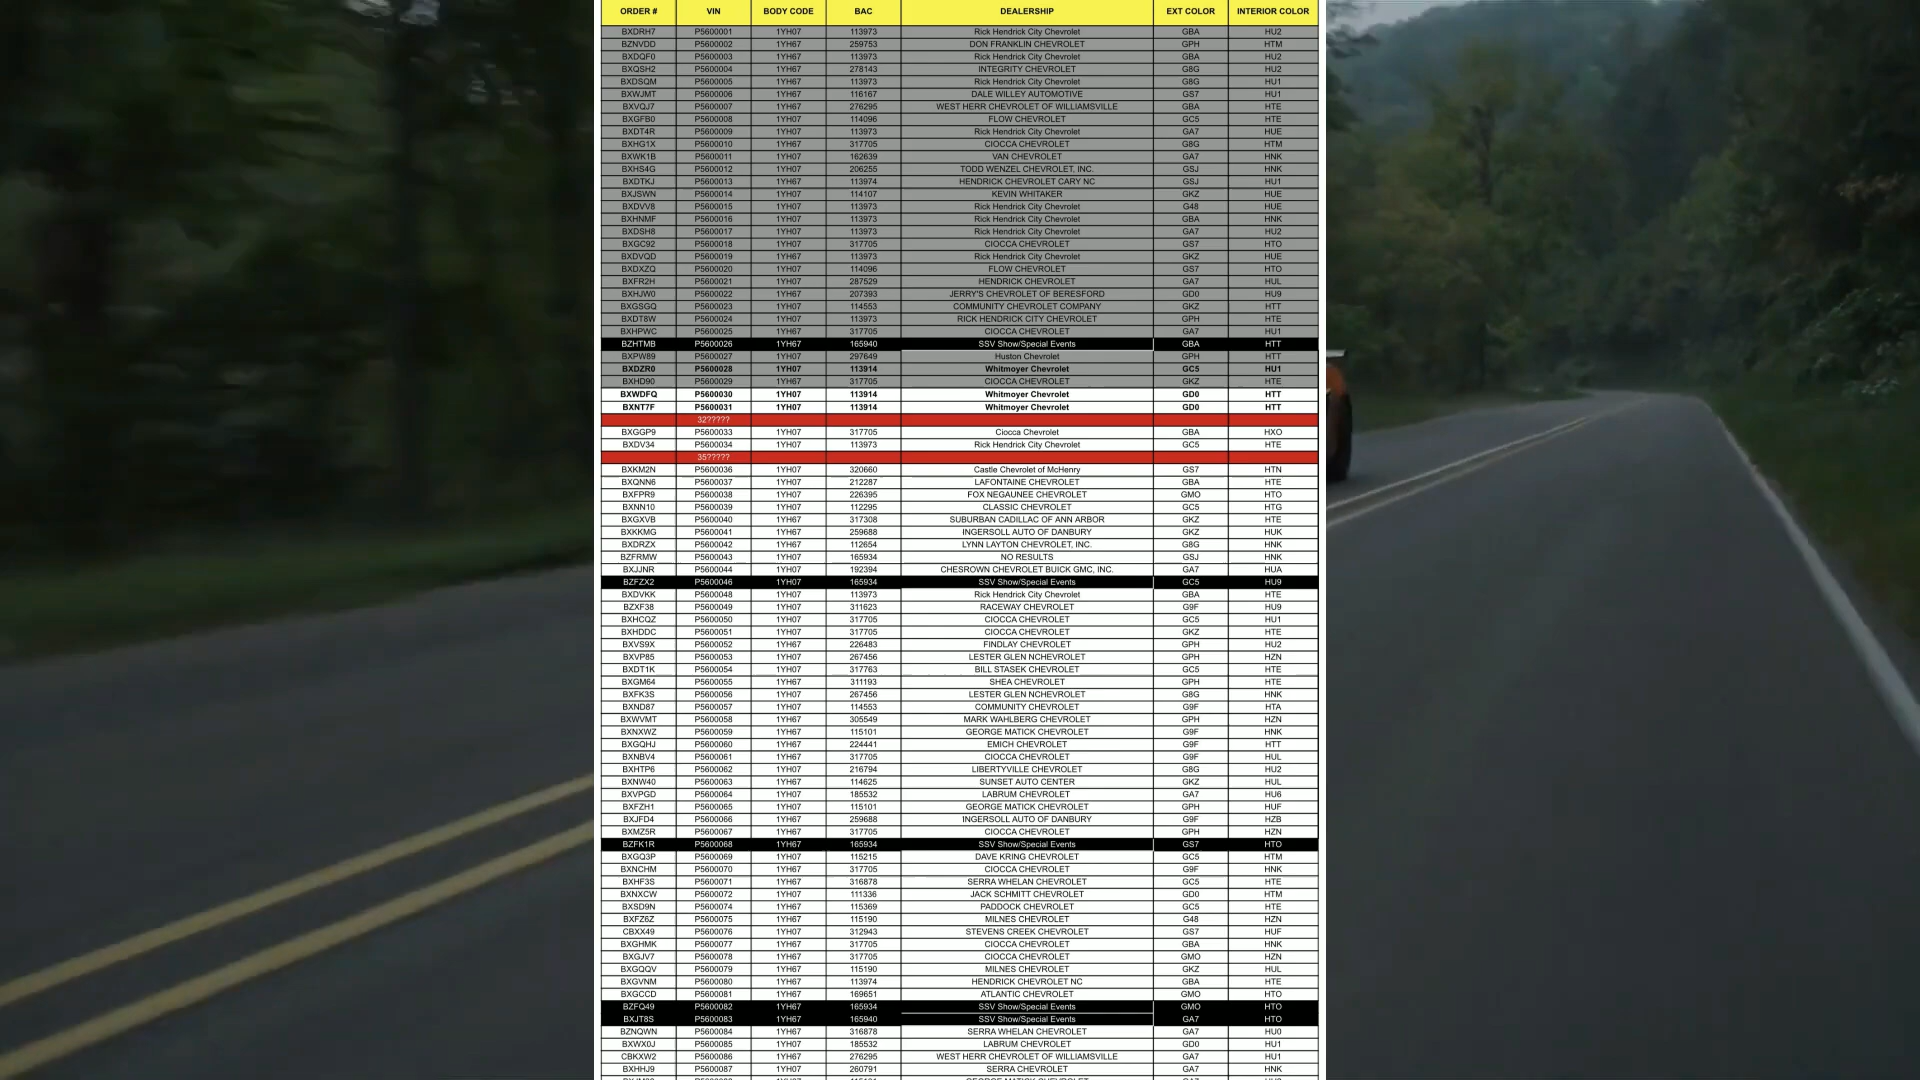 ORDER # VIN BODY CODE BAC DEALERSHIP EXT COLOR INTERIOR COLOR
BXDRH7 P5600001 1YH07 113973 Rick Hendrick City Chevrolet GBA HU2
BZNVDD P5600002 1YH67 259753 DON FRANKLIN CHEVROLET GPH HTM
BXDQF0 P5600003 1YH67 113973 Rick Hendrick City Chevrolet GBA HU2
BXQSH2 P5600004 1YH67 278143 INTEGRITY CHEVROLET G8G HU2
BXDSQM P5600005 1YH67 113973 Rick Hendrick City Chevrolet G8G HU1
BXWJMT P5600006 1YH67 116167 DALE WILLEY AUTOMOTIVE GS7 HU1
BXVQJ7 P5600007 1YH67 276295 WEST HERR CHEVROLET OF WILLIAMSVILLE GBA HTE
BXGFB0 P5600008 1YH07 114096 FLOW CHEVROLET GC5 HTE
BXDT4R P5600009 1YH07 113973 Rick Hendrick City Chevrolet GA7 HUE
BXHG1X P5600010 1YH67 317705 CIOCCA CHEVROLET G8G HTM
BXWK1B P5600011 1YH07 162639 VAN CHEVROLET GA7 HNK
BXHS4G P5600012 1YH07 206255 TODD WENZEL CHEVROLET, INC. GSJ HNK
BXDTKJ P5600013 1YH67 113974 HENDRICK CHEVROLET CARY NC GSJ HU1
BXJSWN P5600014 1YH07 114107 KEVIN WHITAKER GKZ HUE
BXDVV8 P5600015 1YH67 113973 Rick Hendrick City Chevrolet G48 HUE
BXHNMF P5600016 1YH07 113973 Rick Hendrick City Chevrolet GBA HNK
BXDSH8 P5600017 1YH07 113973 Rick Hendrick City Chevrolet GA7 HU2
BXGC92 P5600018 1YH07 317705 CIOCCA CHEVROLET GS7 HTO
BXDVQD P5600019 1YH67 113973 Rick Hendrick City Chevrolet GKZ HUE
BXDXZQ P5600020 1YH07 114096 FLOW CHEVROLET GS7 HTO
BXFR2H P5600021 1YH07 287529 HENDRICK CHEVROLET GA7 HUL
BXHJW0 P5600022 1YH67 207393 JERRY'S CHEVROLET OF BERESFORD GD0 HU9
BXGSGQ P5600023 1YH07 114553 COMMUNITY CHEVROLET COMPANY GKZ HTT
BXDT8W P5600024 1YH07 113973 RICK HENDRICK CITY CHEVROLET GPH HTE
BXHPWC P5600025 1YH67 317705 CIOCCA CHEVROLET GA7 HU1
BZHTMB P5600026 1YH67 165940 SSV Show/Special Events GBA HTT
BXPW89 P5600027 1YH07 297649 Huston Chevrolet GPH HTT
BXDZR0 P5600028 1YH07 113914 Whitmoyer Chevrolet GC5 HU1
BXHD90 P5600029 1YH67 317705 CIOCCA CHEVROLET GKZ HTE
BXWDFQ P5600030 1YH07 113914 Whitmoyer Chevrolet GD0 HTT
BXNT7F P5600031 1YH07 113914 Whitmoyer Chevrolet GD0 HTT
32?????
BXGGP9 P5600033 1YH07 317705 Ciocca Chevrolet GBA HXO
BXDV34 P5600034 1YH07 113973 Rick Hendrick City Chevrolet GC5 HTE
35?????
BXKM2N P5600036 1YH07 320660 Castle Chevrolet of McHenry GS7 HTN
BXQNN6 P5600037 1YH07 212287 LAFONTAINE CHEVROLET GBA HTE
BXFPR9 P5600038 1YH07 226395 FOX NEGAUNEE CHEVROLET GMO HTO
BXNN10 P5600039 1YH07 112295 CLASSIC CHEVROLET GC5 HTG
BXGXVB P5600040 1YH67 317308 SUBURBAN CADILLAC OF ANN ARBOR GKZ HTE
BXKKMG P5600041 1YH67 259688 INGERSOLL AUTO OF DANBURY GKZ HUK
BXDRZX P5600042 1YH67 112654 LYNN LAYTON CHEVROLET, INC. G8G HNK
BZFRMW P5600043 1YH07 165934 NO RESULTS GSJ HNK
BXJJNR P5600044 1YH07 192394 CHESROWN CHEVROLET BUICK GMC, INC. GA7 HUA
BZFZX2 P5600046 1YH07 165934 SSV Show/Special Events GC5 HU9
BXDVKK P5600048 1YH07 113973 Rick Hendrick City Chevrolet GBA HTE
BZXF38 P5600049 1YH07 311623 RACEWAY CHEVROLET G9F HU9
BXHCQZ P5600050 1YH07 317705 CIOCCA CHEVROLET GC5 HU1
BXHDDC P5600051 1YH07 317705 CIOCCA CHEVROLET GKZ HTE
BXVS9X P5600052 1YH07 226483 FINDLAY CHEVROLET GPH HU2
BXVP85 P5600053 1YH07 267456 LESTER GLEN NCHEVROLET GPH HZN
BXDT1K P5600054 1YH07 317763 BILL STASEK CHEVROLET GC5 HTE
BXGM64 P5600055 1YH67 311193 SHEA CHEVROLET GPH HTE
BXFK3S P5600056 1YH07 267456 LESTER GLEN NCHEVROLET G8G HNK
BXND87 P5600057 1YH07 114553 COMMUNITY CHEVROLET G9F HTA
BXWVMT P5600058 1YH67 305549 MARK WAHLBERG CHEVROLET GPH HZN
BXNXWZ P5600059 1YH67 115101 GEORGE MATICK CHEVROLET G9F HNK
BXGQHJ P5600060 1YH67 224441 EMICH CHEVROLET G9F HTT
BXNBV4 P5600061 1YH67 317705 CIOCCA CHEVROLET G9F HUL
BXHTP6 P5600062 1YH07 216794 LIBERTYVILLE CHEVROLET G8G HU2
BXNW40 P5600063 1YH67 114625 SUNSET AUTO CENTER GKZ HUL
BXVPGD P5600064 1YH07 185532 LABRUM CHEVROLET GA7 HU6
BXFZH1 P5600065 1YH07 115101 GEORGE MATICK CHEVROLET GPH HUF
BXJFD4 P5600066 1YH67 259688 INGERSOLL AUTO OF DANBURY G9F HZB
BXMZ5R P5600067 1YH67 317705 CIOCCA CHEVROLET GPH HZN
BZFK1R P5600068 1YH67 165934 SSV Show/Special Events GS7 HTO
BXGQ3P P5600069 1YH07 115215 DAVE KRING CHEVROLET GC5 HTM
BXNCHM P5600070 1YH07 317705 CIOCCA CHEVROLET G9F HNK
BXHF3S P5600071 1YH67 316878 SERRA WHELAN CHEVROLET GC5 HTE
BXNXCW P5600072 1YH07 111336 JACK SCHMITT CHEVROLET GD0 HTM
BXSD9N P5600074 1YH67 115369 PADDOCK CHEVROLET GC5 HTE
BXFZ6Z P5600075 1YH67 115190 MILNES CHEVROLET G48 HZN
CBXX49 P5600076 1YH67 312943 STEVENS CREEK CHEVROLET GS7 HUF
BXGHMK P5600077 1YH67 317705 CIOCCA CHEVROLET GBA HNK
BXGJV7 P5600078 1YH07 317705 CIOCCA CHEVROLET GMO HZN
BXGQQV P5600079 1YH67 115190 MILNES CHEVROLET GKZ HUL
BXGVNM P5600080 1YH67 113974 HENDRICK CHEVROLET NC GBA HTE
BXGCCD P5600081 1YH67 169651 ATLANTIC CHEVROLET GMO HTO
BZFQ49 P5600082 1YH67 165934 SSV Show/Special Events GMO HTO
BXJT8S P5600083 1YH67 165940 SSV Show/Special Events GA7 HTO
BZNQWN P5600084 1YH67 316878 SERRA WHELAN CHEVROLET GA7 HU0
BXWX0J P5600085 1YH07 185532 LABRUM CHEVROLET GD0 HU1
CBKXW2 P5600086 1YH67 276295 WEST HERR CHEVROLET OF WILLIAMSVILLE GA7 HU1
BXHHJ9 P5600087 1YH67 260791 SERRA CHEVROLET GA7 HNK